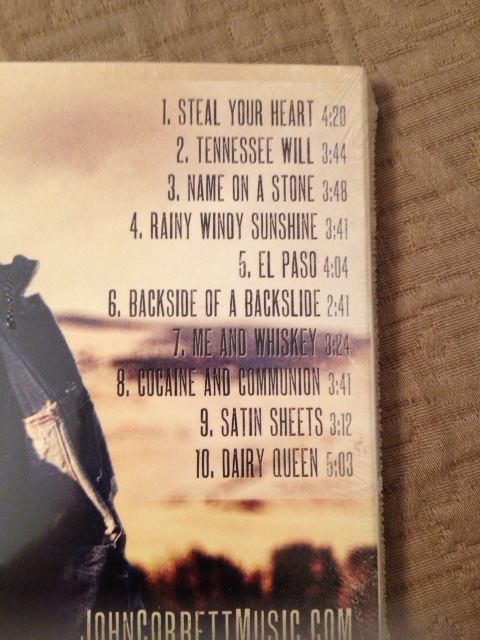 1. STEAL YOUR HEART 4:20
2. TENNESSEE WILL 3:44
3. NAME ON A STONE 3:48
4. RAINY WINDY SUNSHINE 3:41
5. EL PASO 4:04
6. BACKSIDE OF A BACKSLIDE 2:41
7. ME AND WHISKEY 3:24
8. COCAINE AND COMMUNION 3:41
9. SATIN SHEETS 3:12
10. DAIRY QUEEN 5:03
JOHNCORBETTMUSIC.COM